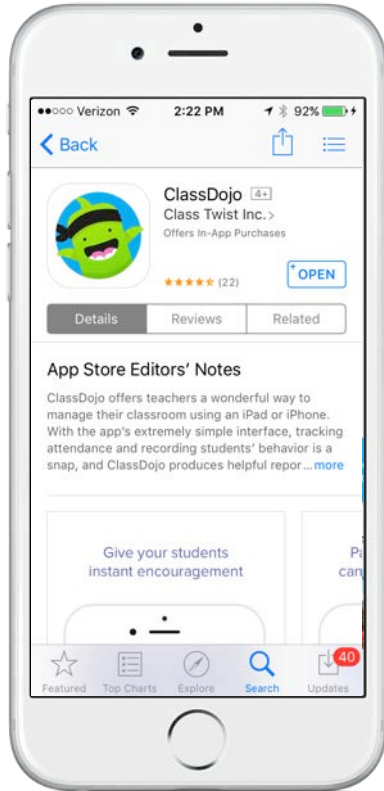 Verizon 2:22 PM 92%
Back
ClassDojo 4+
Class Twist Inc. >
Offers In-App Purchases
(22)
+ OPEN
Details Reviews Related
App Store Editors' Notes
ClassDojo offers teachers a wonderful way to
manage their classroom using an iPad or iPhone.
With the app's extremely simple interface, tracking
attendance and recording students' behavior is a
snap, and ClassDojo produces helpful repor... more
Give your students
instant encouragement
Pa
can
40
Featured Top Charts Explore Search Updates